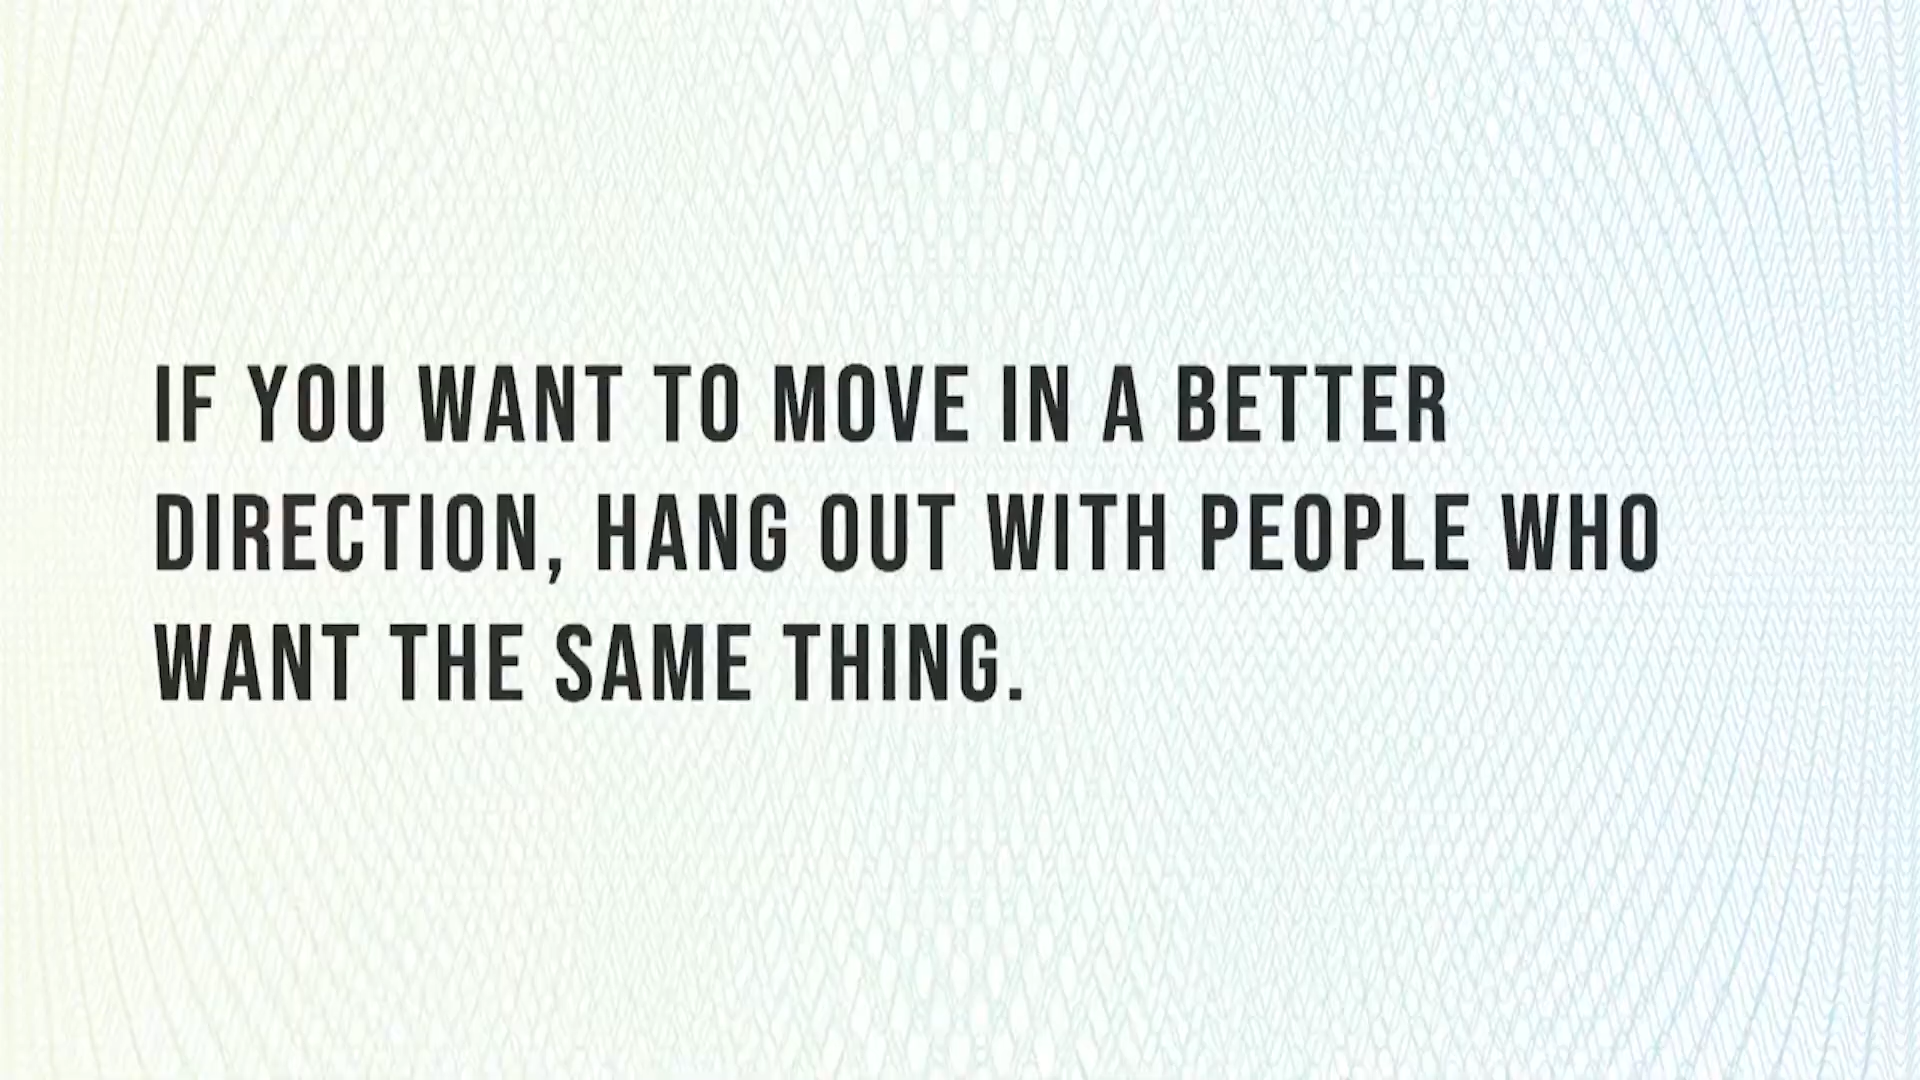 IF YOU WANT TO MOVE IN A BETTER
DIRECTION, HANG OUT WITH PEOPLE WHO
WANT THE SAME THING.